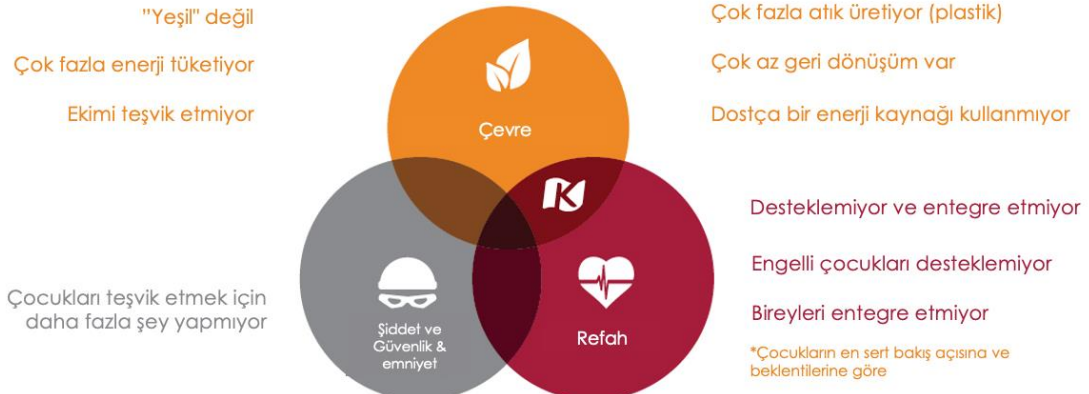 ”Yeşil" değil
Çok fazla enerji tüketiyor
Ekimi teşvik etmiyor
Çok fazla atık üretiyor (plastik)
Çok az geri dönüşüm var
Dostça bir enerji kaynağı kullanmıyor
Çevre
K
Çocukları teşvik etmek için
daha fazla şey yapmıyor
Şiddet ve
Güvenlik &
emniyet
Refah
Desteklemiyor ve entegre etmiyor
Engelli çocukları desteklemiyor
Bireyleri entegre etmiyor
*Çocukların en sert bakış açısına ve
beklentilerine göre